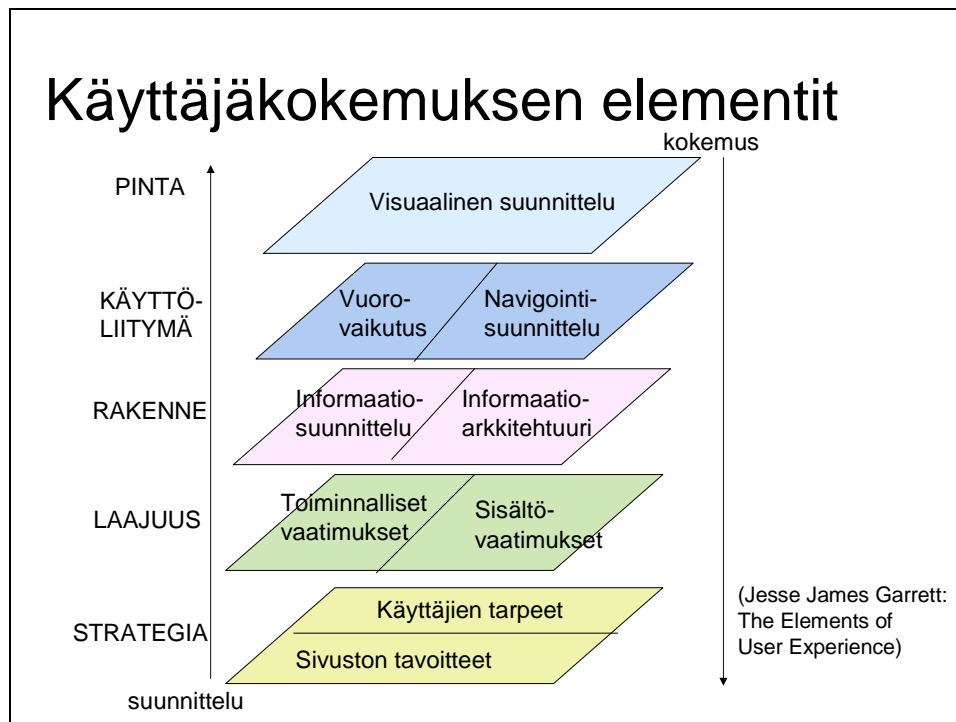 Käyttäjäkokemuksen elementit
kokemus
PINTA
Visuaalinen suunnittelu
KÄYTTÖ-
LIITYMÄ
Vuoro-
vaikutus
Navigointi-
suunnittelu
RAKENNE
Informaatio-
suunnittelu
Informaatio-
arkkitehtuuri
LAAJUUS
Toiminnalliset
vaatimukset
Sisältö-
vaatimukset
STRATEGIA
Käyttäjien tarpeet
Sivuston tavoitteet
(Jesse James Garrett:
The Elements of
User Experience)
suunnittelu